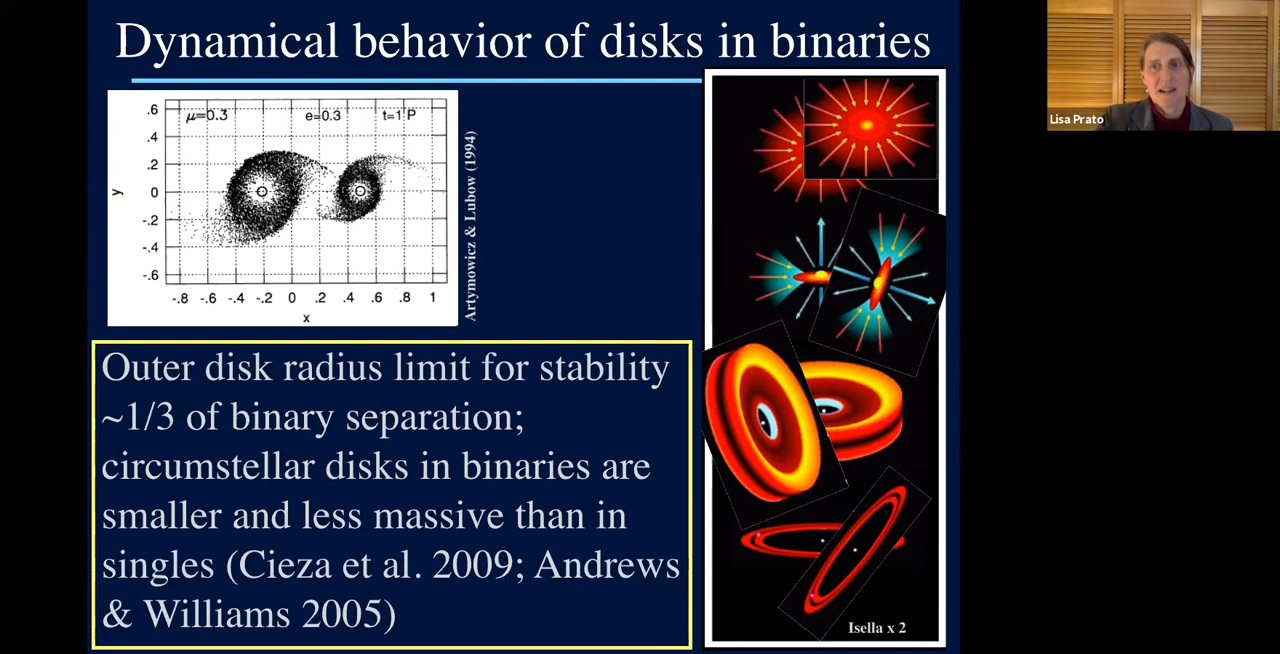 Dynamical behavior of disks in binaries
μ=0.3 e=0.3 t=1 P
.6
.4
.2
0
-.2
-.4
-.6
y
-.8 -.6 -.4 -.2 0 .2 .4 .6 .8 1
x
Artymowicz & Lubow (1994)
Outer disk radius limit for stability
~1/3 of binary separation;
circumstellar disks in binaries are
smaller and less massive than in
singles (Cieza et al. 2009; Andrews
& Williams 2005)
Isella x 2
Lisa Prato